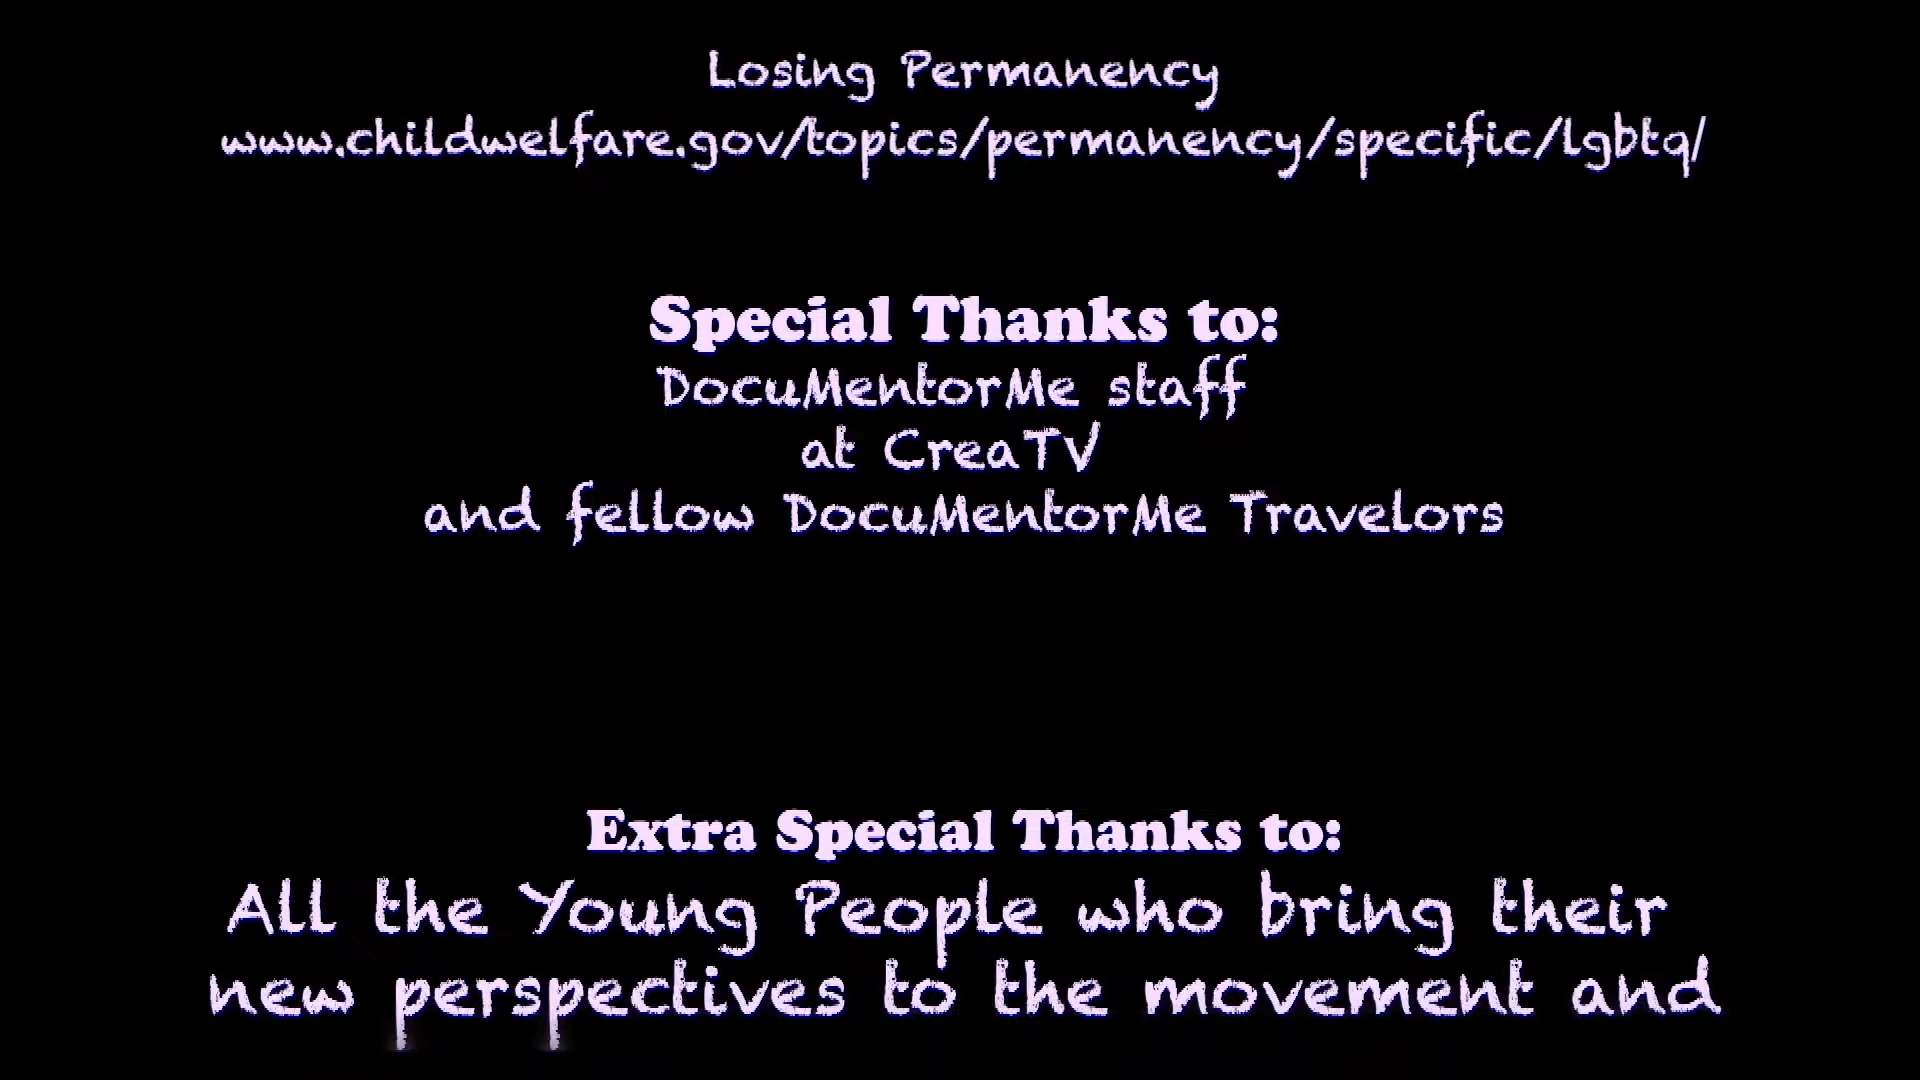 Losing Permanency
www.childwelfare.gov/topics/permanency/specific/lgbtq/
Special Thanks to:
DocuMentorMe staff
at CreaTV
and fellow DocuMentorMe Travelors
Extra Special Thanks to:
All the Young People who bring their
new perspectives to the movement and